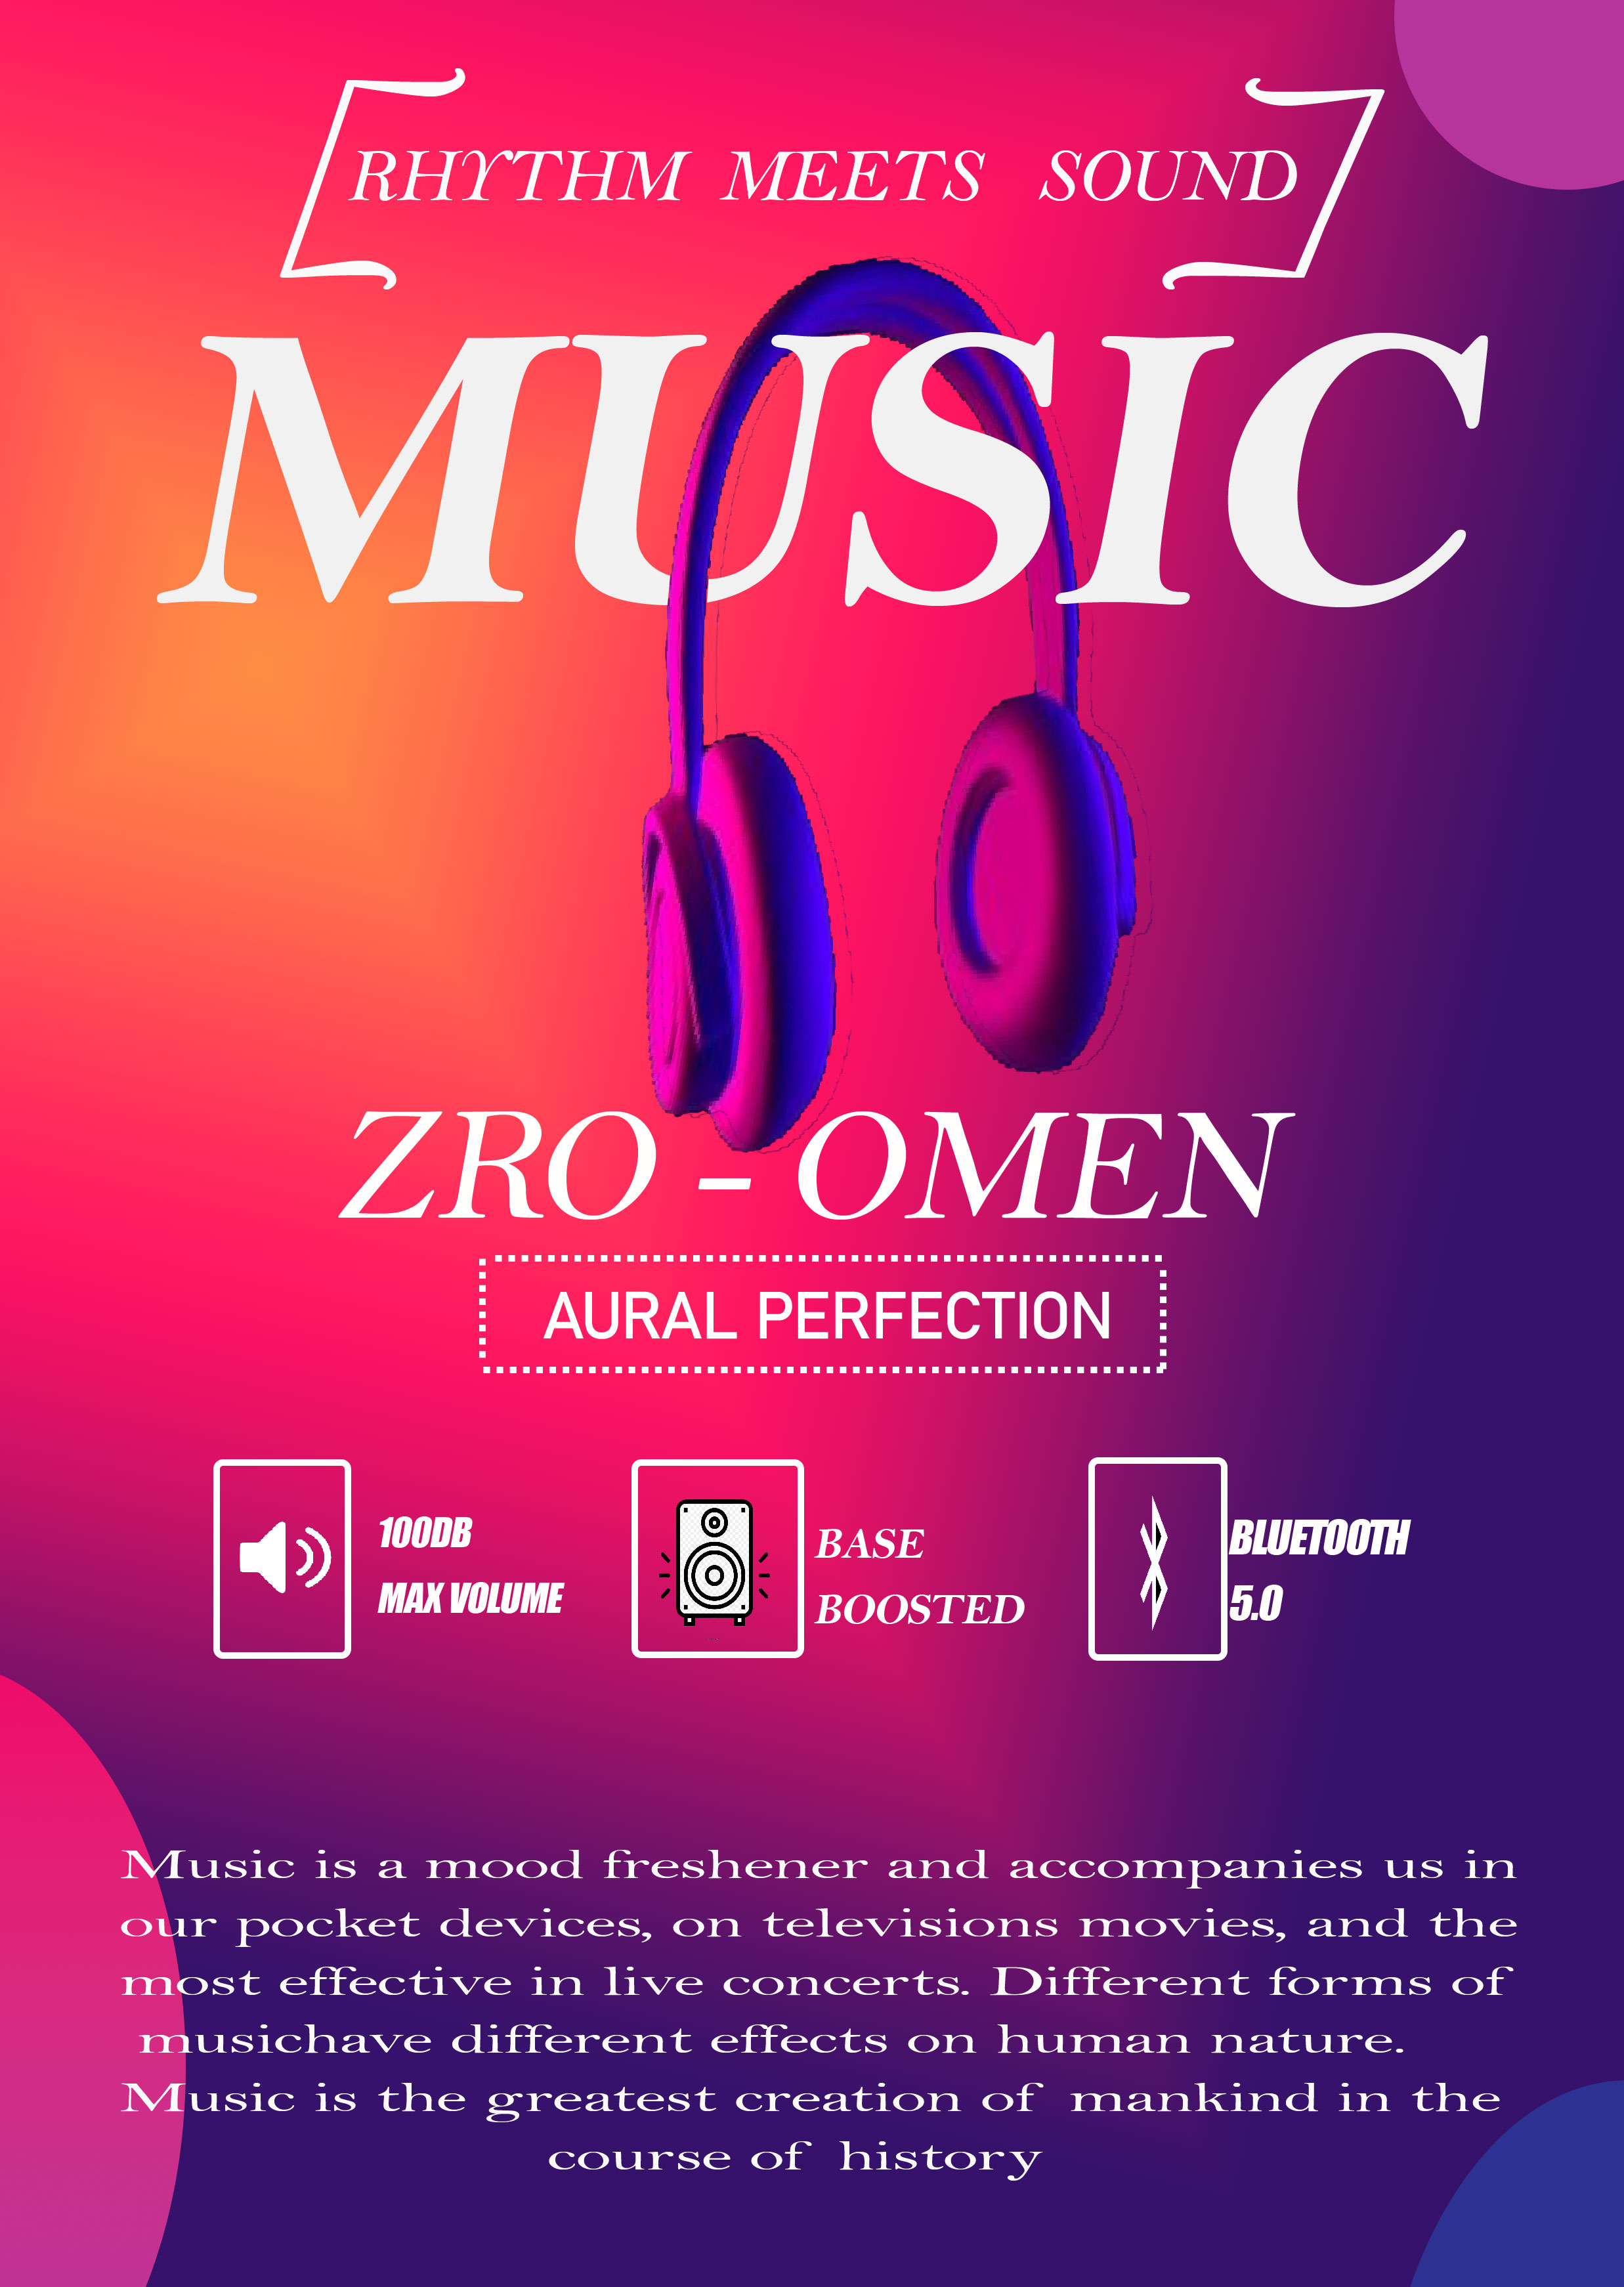 RHYTHM MEETS SOUND
MUSIC
ZRO - OMEN
AURAL PERFECTION
100DB
MAX VOLUME
BASE
BOOSTED
BLUETOOTH
5.0
Music is a mood freshener and accompanies us in
our pocket devices, on televisions movies, and the
most effective in live concerts. Different forms of
musichave different effects on human nature.
Music is the greatest creation of mankind in the
course of history